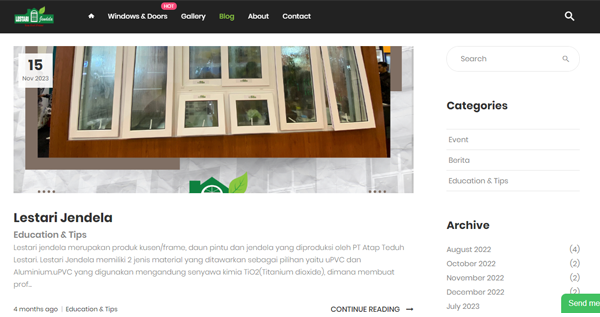 LESTARI Jendela
HOT
Windows & Doors Gallery Blog About Contact
15
Nov 2023
Search
Categories
Event
Berita
Education & Tips
Lestari Jendela
Education & Tips
Lestari jendela merupakan produk kusen/frame, daun pintu dan jendela yang diproduksi oleh PT Atap Teduh
Lestari. Lestari Jendela memiliki 2 jenis material yang ditawarkan sebagai pilihan yaitu uPVC dan
Aluminium.uPVC yang digunakan mengandung senyawa kimia TiO2(Titanium dioxide), dimana membuat
prof...
4 months ago | Education & Tips
CONTINUE READING
Archive
August 2022 (4)
October 2022 (2)
November 2022 (2)
December 2022 (2)
July 2023
Send me